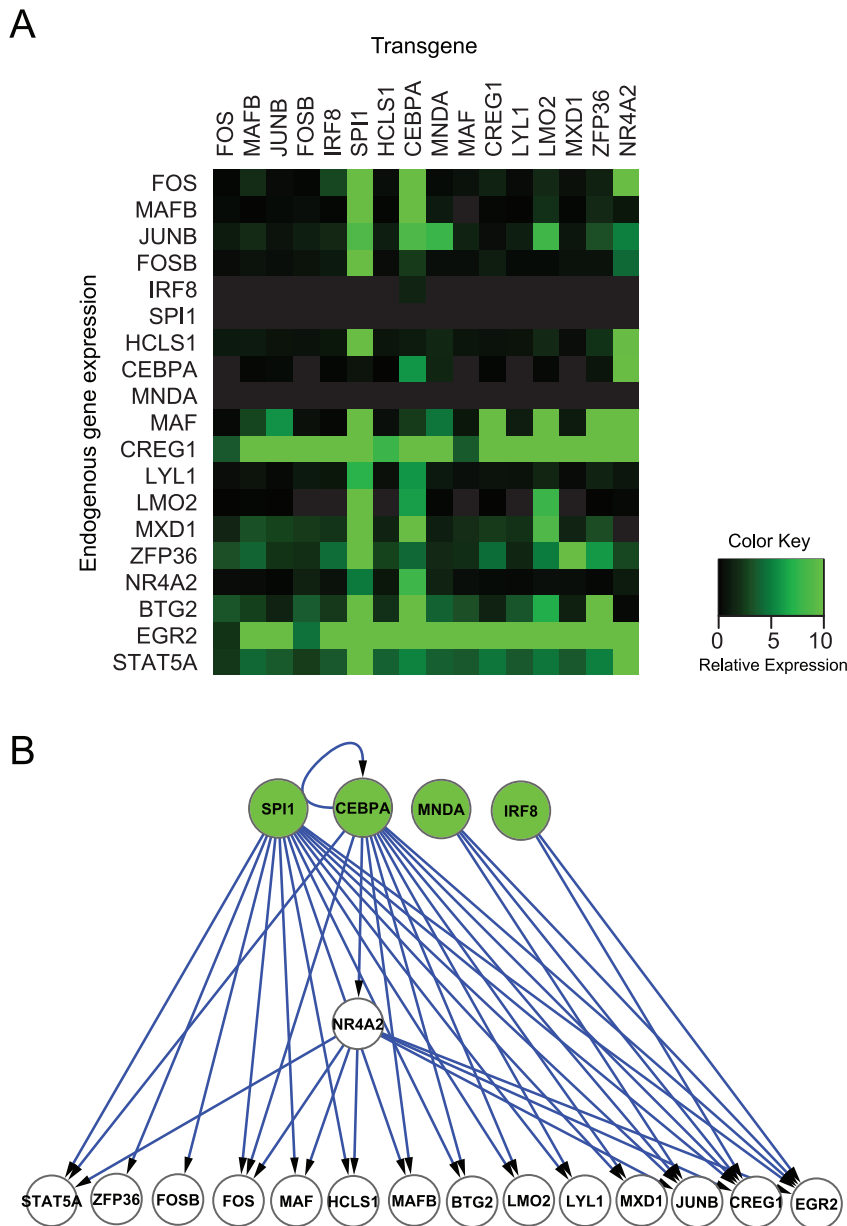 A
Transgene
FOS MAFB JUNB FOSB IRF8 SPI1 HCLS1 CEBPA MNDA MAF CREG1 LYL1 LMO2 MXD1 ZFP36 NR4A2
Endogenous gene expression
FOS
MAFB
JUNB
FOSB
IRF8
SPI1
HCLS1
CEBPA
MNDA
MAF
CREG1
LYL1
LMO2
MXD1
ZFP36
NR4A2
BTG2
EGR2
STAT5A
Color Key
0 5 10
Relative Expression
B
SPI1 CEBPA MNDA IRF8
NR4A2
STAT5A ZFP36 FOSB FOS MAF HCLS1 MAFB BTG2 LMO2 LYL1 MXD1 JUNB CREG1 EGR2